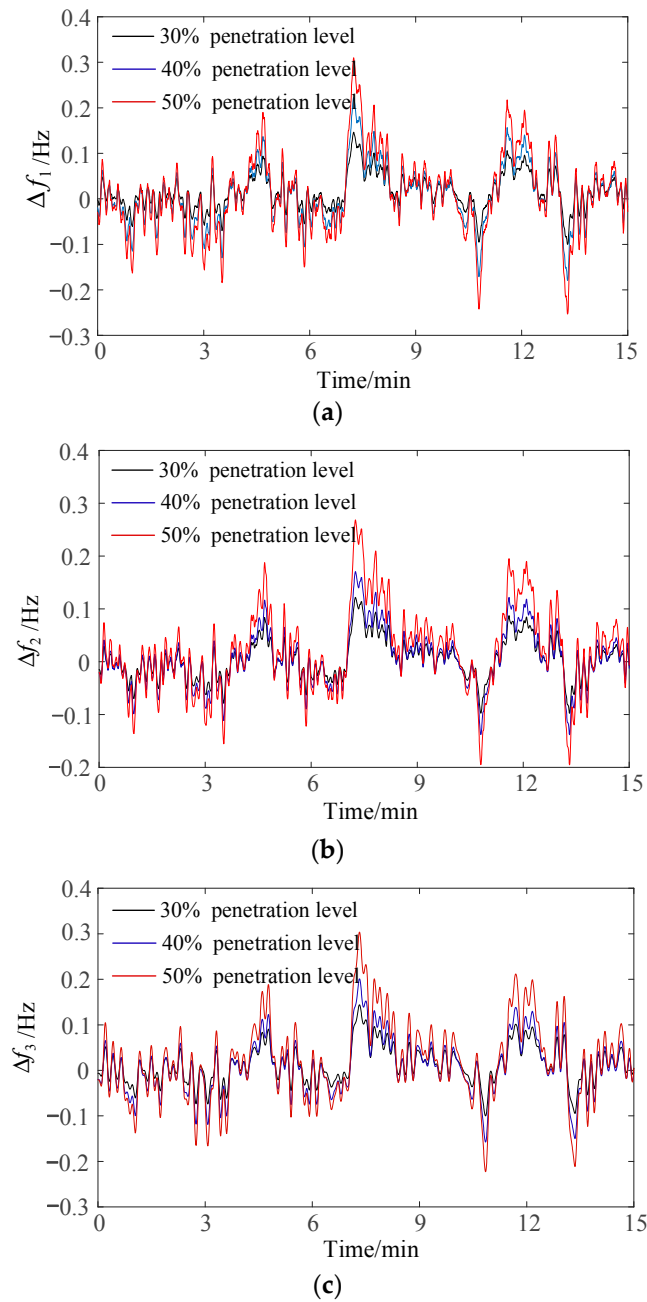 0.4
30% penetration level
0.3
40% penetration level
0.2
50% penetration level
0.1
0
−0.1
−0.2
−0.3
Δf1 /Hz
0 3 6 9 12 15
Time/min
(a)
0.4
30% penetration level
0.3
40% penetration level
50% penetration level
0.2
0.1
0
−0.1
−0.2
Δf2 /Hz
0 3 6 9 12 15
Time/min
(b)
0.4
30% penetration level
0.3
40% penetration level
0.2
50% penetration level
0.1
0
−0.1
−0.2
−0.3
Δf3 /Hz
0 3 6 9 12 15
Time/min
(c)